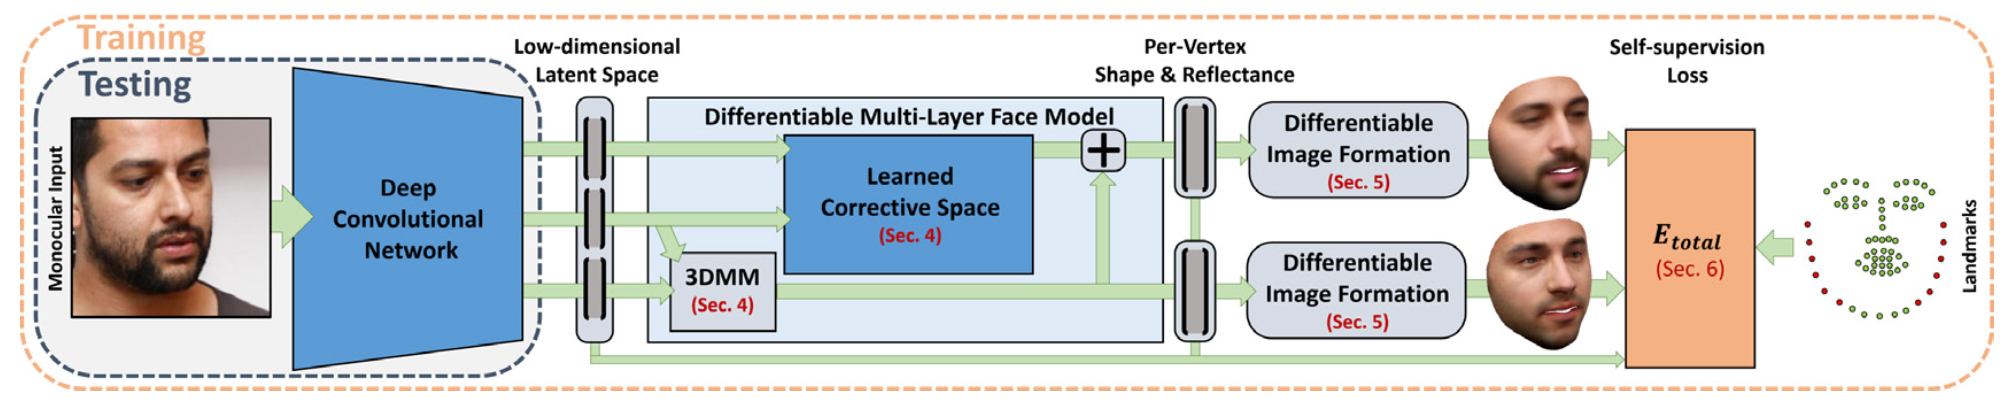 Training
Testing
Monocular Input
Deep
Convolutional
Network
Low-dimensional
Latent Space
Differentiable Multi-Layer Face Model
Learned
Corrective Space
(Sec. 4)
3DMM
(Sec. 4)
+
Per-Vertex
Shape & Reflectance
Differentiable
Image Formation
(Sec. 5)
Differentiable
Image Formation
(Sec. 5)
Self-supervision
Loss
E_total
(Sec. 6)
Landmarks